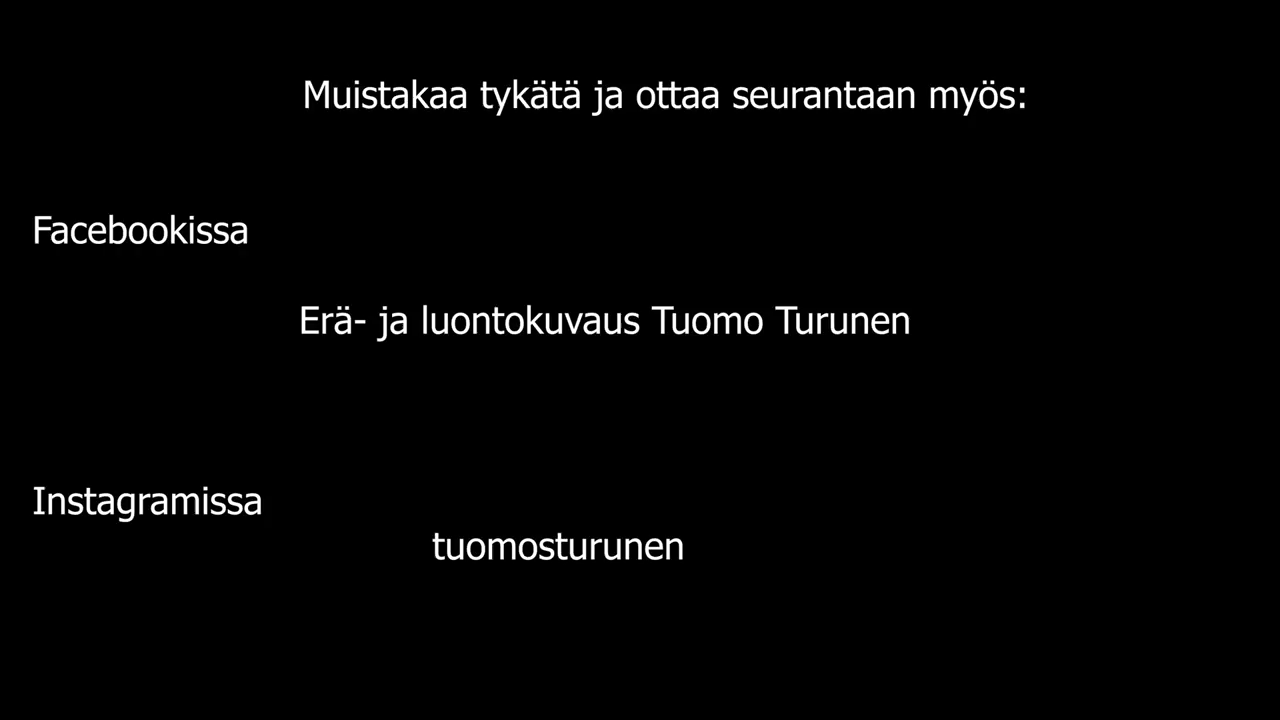 Muistakaa tykätä ja ottaa seurantaan myös:
Facebookissa
Erä- ja luontokuvaus Tuomo Turunen
Instagramissa
tuomosturunen